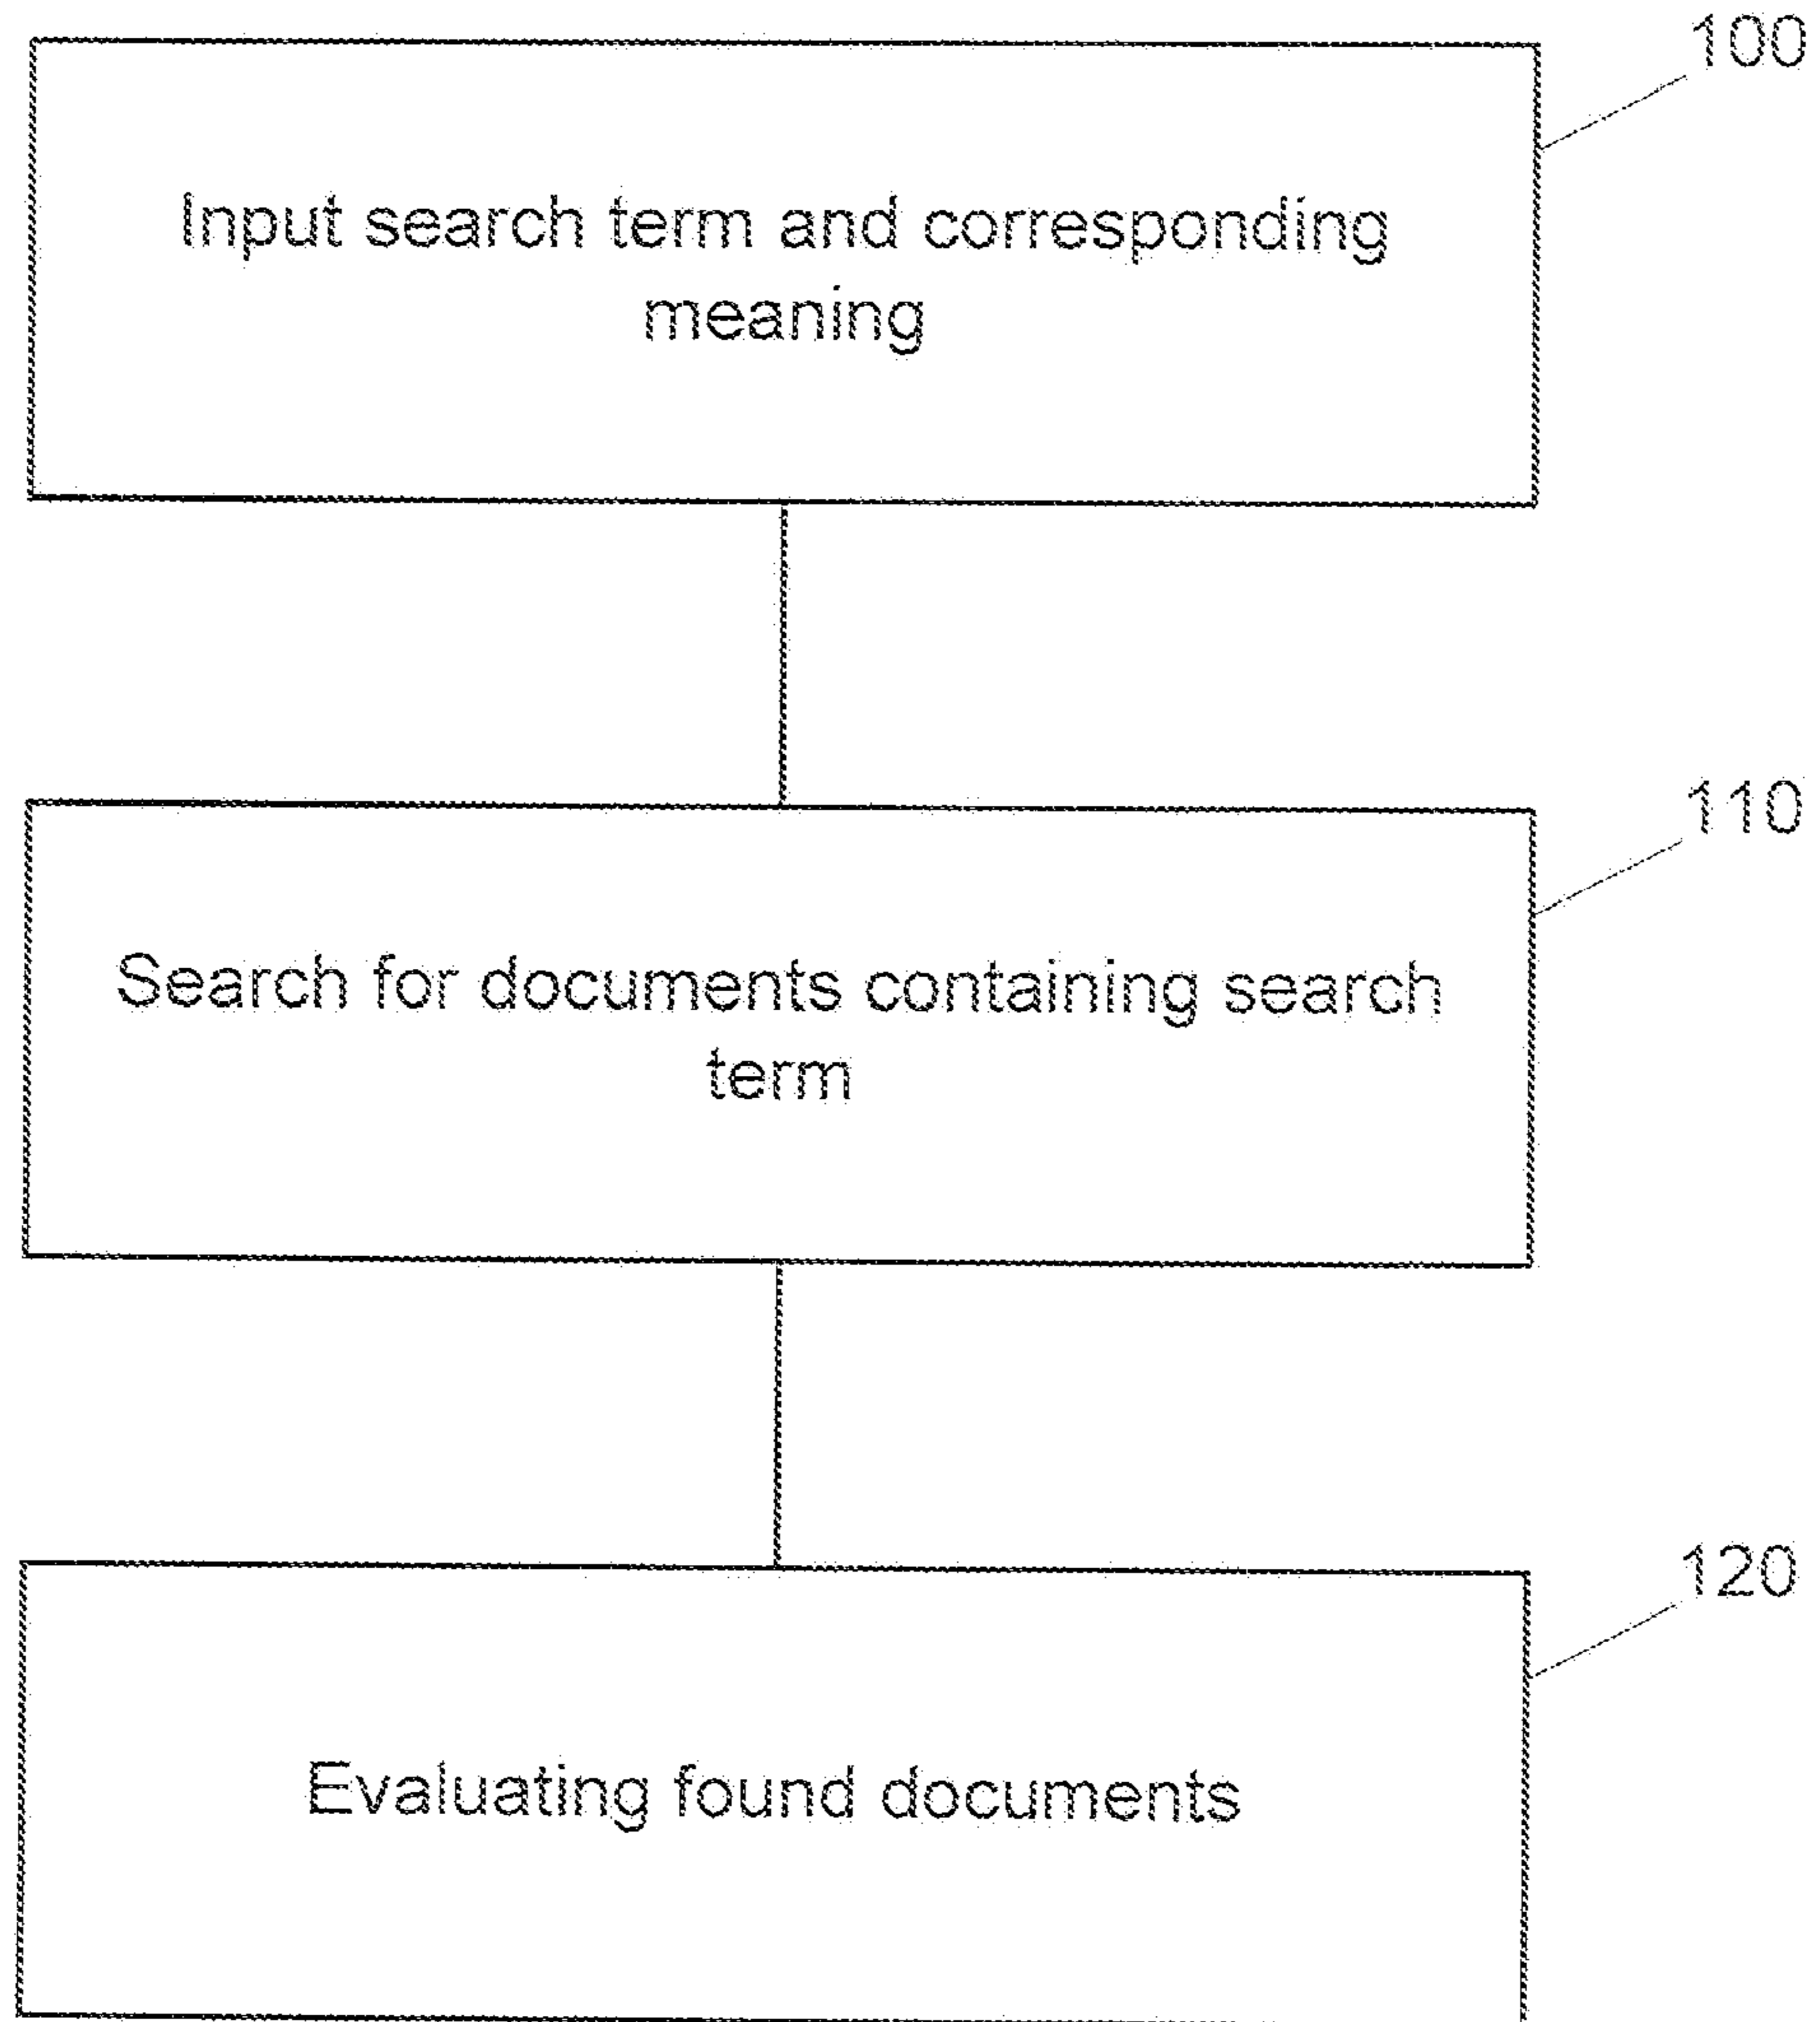 100
Input search term and corresponding
meaning
110
Search for documents containing search
term
120
Evaluating found documents